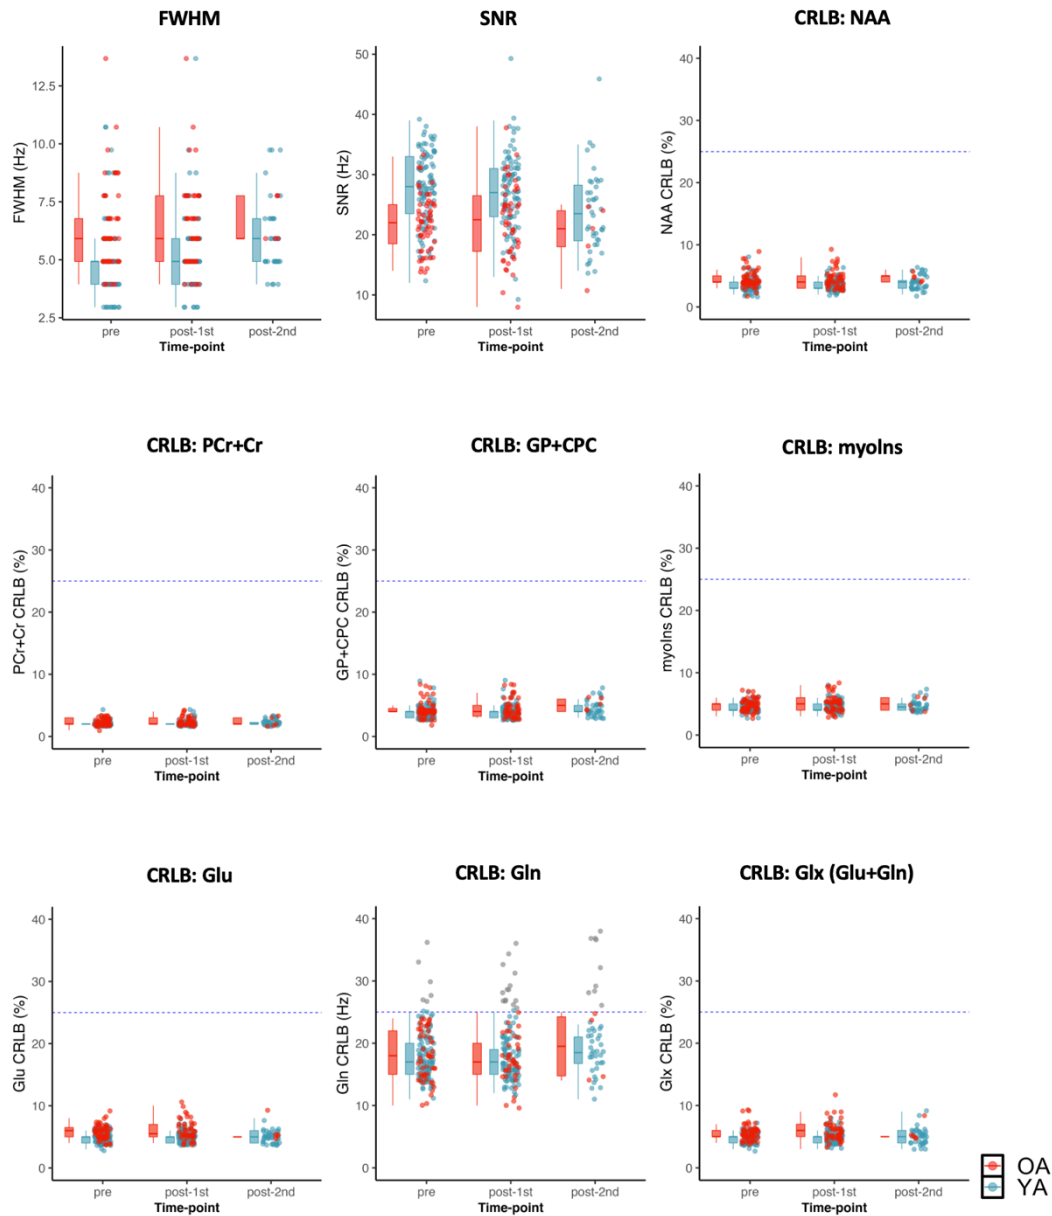 FWHM
SNR
CRLB: NAA
FWHM (Hz)
12.5
10.0
7.5
5.0
2.5
pre
post-1st
post-2nd
Time-point
SNR (Hz)
50
40
30
20
10
pre
post-1st
post-2nd
Time-point
NAA CRLB (%)
40
30
20
10
0
pre
post-1st
post-2nd
Time-point
CRLB: PCr+Cr
CRLB: GP+CPC
CRLB: myoIns
PCr+Cr CRLB (%)
40
30
20
10
0
pre
post-1st
post-2nd
Time-point
GP+CPC CRLB (%)
40
30
20
10
0
pre
post-1st
post-2nd
Time-point
myoIns CRLB (%)
40
30
20
10
0
pre
post-1st
post-2nd
Time-point
CRLB: Glu
CRLB: Gln
CRLB: Glx (Glu+Gln)
Glu CRLB (%)
40
30
20
10
0
pre
post-1st
post-2nd
Time-point
Gln CRLB (Hz)
40
30
20
10
0
pre
post-1st
post-2nd
Time-point
Glx CRLB (%)
40
30
20
10
0
pre
post-1st
post-2nd
Time-point
OA
YA